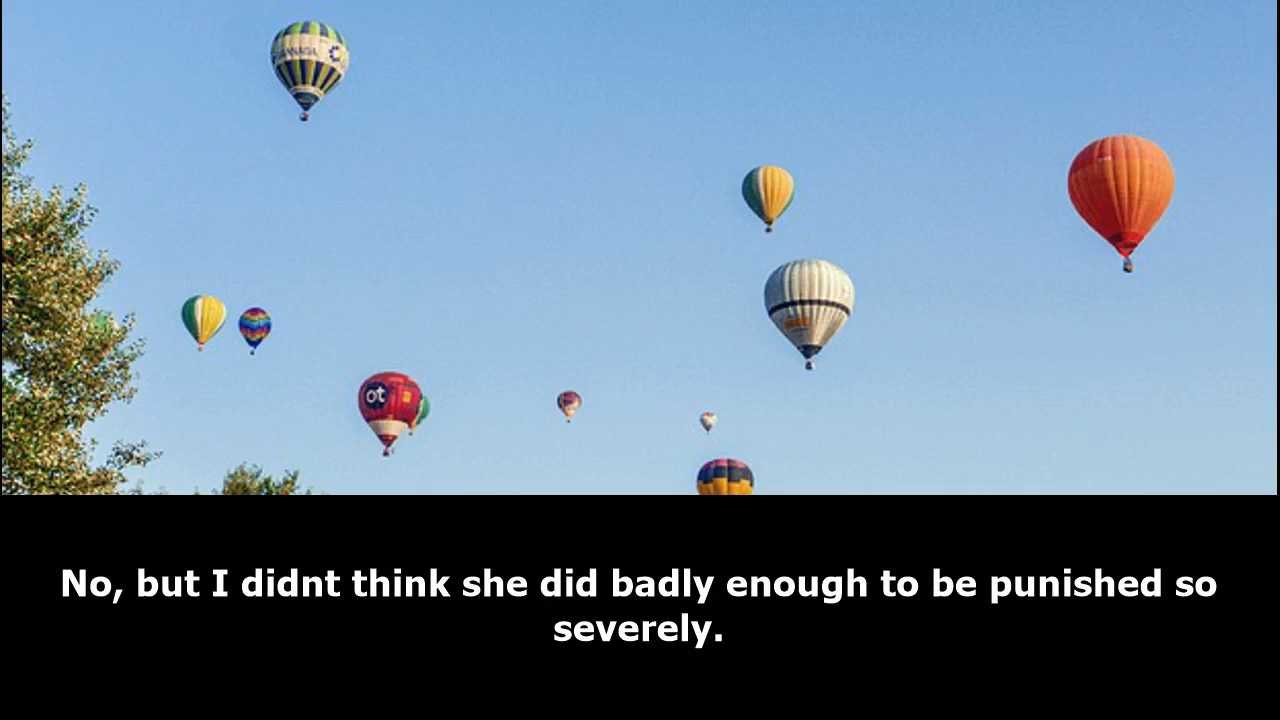 ot
No, but I didnt think she did badly enough to be punished so
severely.